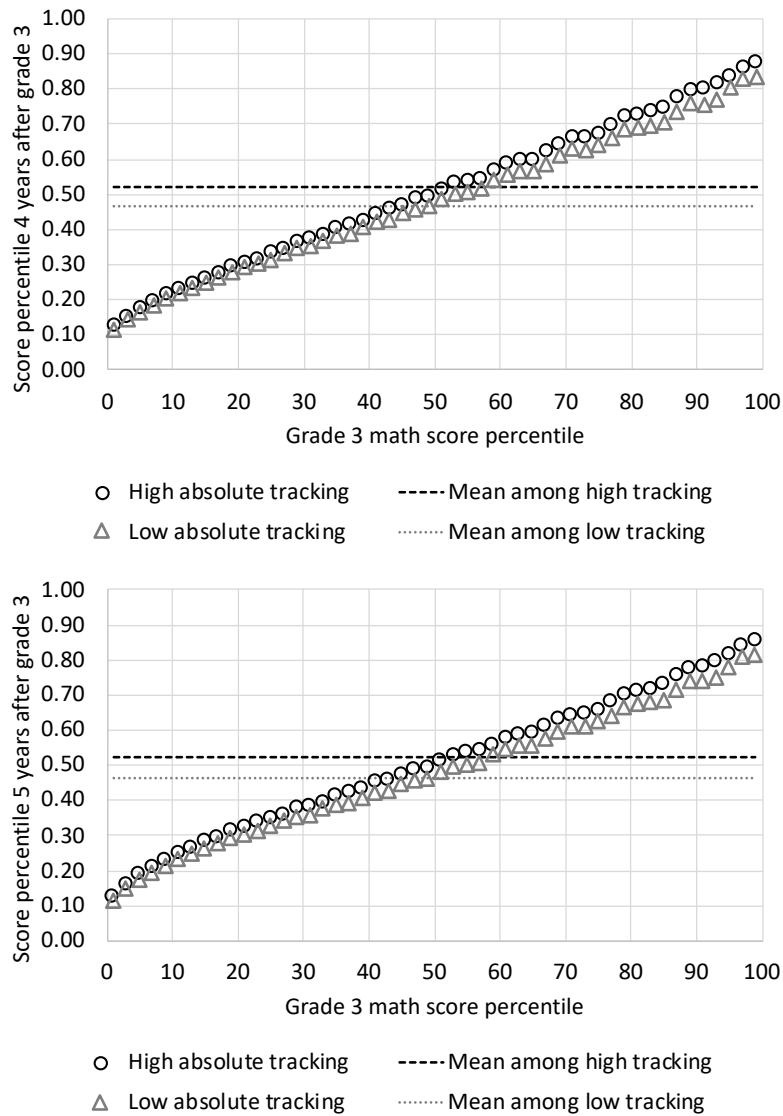 Score percentile 4 years after grade 3
1.00
0.90
0.80
0.70
0.60
0.50
0.40
0.30
0.20
0.10
0.00
0 10 20 30 40 50 60 70 80 90 100
Grade 3 math score percentile
High absolute tracking Mean among high tracking
Low absolute tracking Mean among low tracking
Score percentile 5 years after grade 3
1.00
0.90
0.80
0.70
0.60
0.50
0.40
0.30
0.20
0.10
0.00
0 10 20 30 40 50 60 70 80 90 100
Grade 3 math score percentile
High absolute tracking Mean among high tracking
Low absolute tracking Mean among low tracking